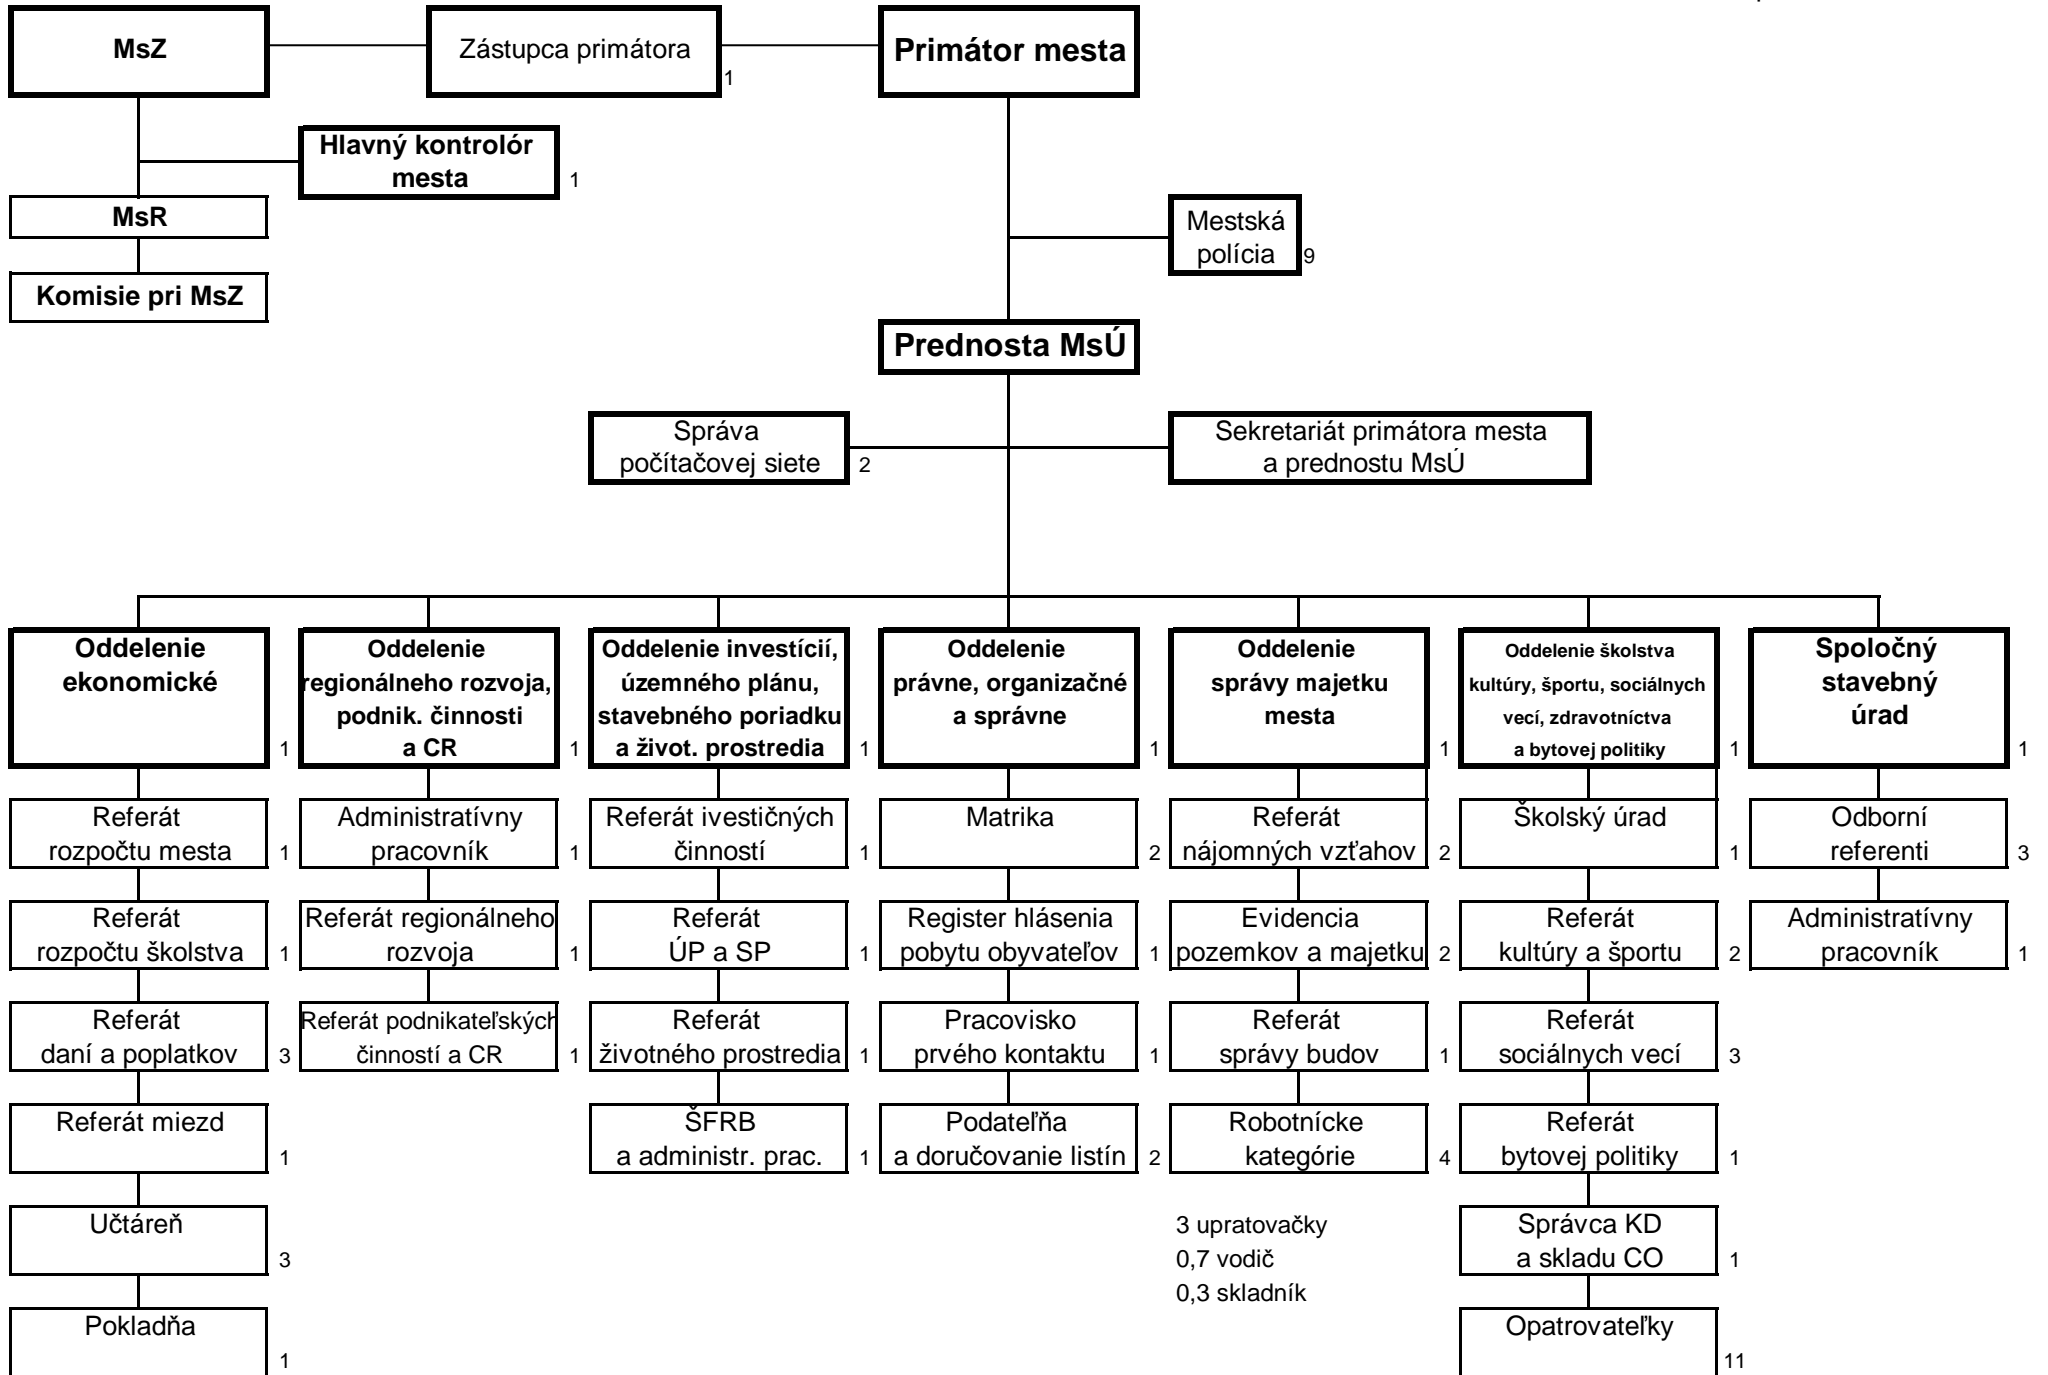 MsZ
Zástupca primátora
1
Primátor mesta
Hlavný kontrolór
mesta
1
MsR
Komisie pri MsZ
Mestská
polícia
9
Prednosta MsÚ
Správa
počítačovej siete
2
Sekretariát primátora mesta
a prednostu MsÚ
Oddelenie
ekonomické
1
Oddelenie
regionálneho rozvoja,
podnik. činnosti
a CR
1
Oddelenie investícií,
územného plánu,
stavebného poriadku
a život. prostredia
1
Oddelenie
právne, organizačné
a správne
1
Oddelenie
správy majetku
mesta
1
Oddelenie školstva
kultúry, športu, sociálnych
vecí, zdravotníctva
a bytovej politiky
1
Spoločný
stavebný
úrad
1
Referát
rozpočtu mesta
1
Administratívny
pracovník
1
Referát ivestičných
činností
1
Matrika
2
Referát
nájomných vzťahov
2
Školský úrad
1
Odborní
referenti
3
Referát
rozpočtu školstva
1
Referát regionálneho
rozvoja
1
Referát
ÚP a SP
1
Register hlásenia
pobytu obyvateľov
1
Evidencia
pozemkov a majetku
2
Referát
kultúry a športu
2
Administratívny
pracovník
1
Referát
daní a poplatkov
3
Referát podnikateľských
činností a CR
1
Referát
životného prostredia
1
Pracovisko
prvého kontaktu
1
Referát
správy budov
1
Referát
sociálnych vecí
3
Referát miezd
1
ŠFRB
a administr. prac.
1
Podateľňa
a doručovanie listín
2
Robotnícke
kategórie
4
Referát
bytovej politiky
1
Učtáreň
3
3 upratovačky
0,7 vodič
0,3 skladník
Správca KD
a skladu CO
1
Pokladňa
1
Opatrovateľky
11